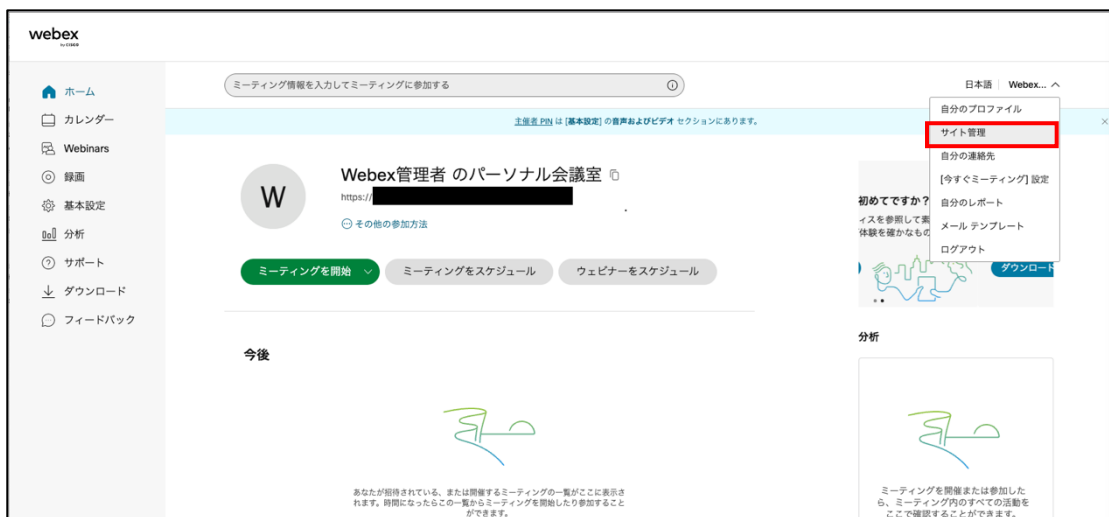 webex
by CISCO
ホーム
カレンダー
Webinars
録画
基本設定
分析
サポート
ダウンロード
フィードバック
ミーティング情報を入力してミーティングに参加する
日本語 Webex...
主催者 PIN は [基本設定] の音声およびビデオ セクションにあります。
自分のプロファイル
サイト管理
自分の連絡先
[今すぐミーティング] 設定
自分のレポート
メール テンプレート
ログアウト
W
Webex管理者 のパーソナル会議室
https://
その他の参加方法
ミーティングを開始
ミーティングをスケジュール
ウェビナーをスケジュール
初めてですか?
ィスを参照して素
体験を確かなもの
ダウンロード
今後
あなたが招待されている、または開催するミーティングの一覧がここに表示さ
れます。時間になったらこの一覧からミーティングを開始したり参加すること
ができます。
分析
ミーティングを開催または参加した
ら、ミーティング内のすべての活動を
ここで確認することができます。